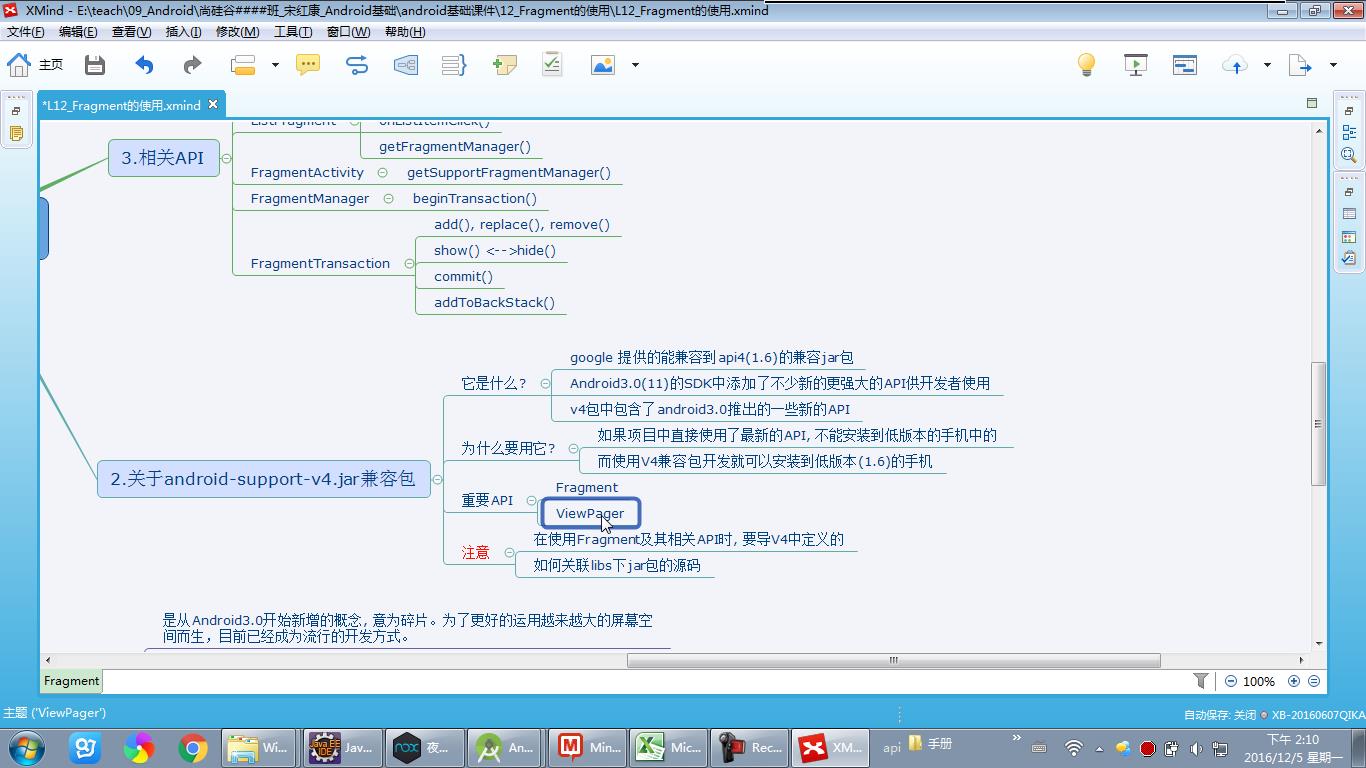 XMind - E:\teach\09_Android\尚硅谷####班_宋红康_Android基础\android基础课件\12_Fragment的使用\L12_Fragment的使用.xmind
文件(F) 编辑(E) 查看(V) 插入(I) 修改(M) 工具(T) 窗口(W) 帮助(H)
主页
*L12_Fragment的使用.xmind
ListFragment onListItemClick()
getFragmentManager()
3.相关API
FragmentActivity getSupportFragmentManager()
FragmentManager beginTransaction()
add(), replace(), remove()
show() <-->hide()
FragmentTransaction
commit()
addToBackStack()
google 提供的能兼容到api4(1.6)的兼容jar包
它是什么? Android3.0(11)的SDK中添加了不少新的更强大的API供开发者使用
v4包中包含了android3.0推出的一些新的API
如果项目中直接使用了最新的API, 不能安装到低版本的手机中的
为什么要用它?
而使用V4兼容包开发就可以安装到低版本(1.6)的手机
2.关于android-support-v4.jar兼容包
Fragment
重要API
ViewPager
在使用Fragment及其相关API时, 要导V4中定义的
注意
如何关联libs下jar包的源码
是从Android3.0开始新增的概念, 意为碎片。为了更好的运用越来越大的屏幕空
间而生，目前已经成为流行的开发方式。
Fragment
100%
主题 ('ViewPager')
自动保存: 关闭 XB-20160607QIKA
Wi... Jav... 夜... An... Min... Mic... Rec... XM... api 手册
下午 2:10
2016/12/5 星期一